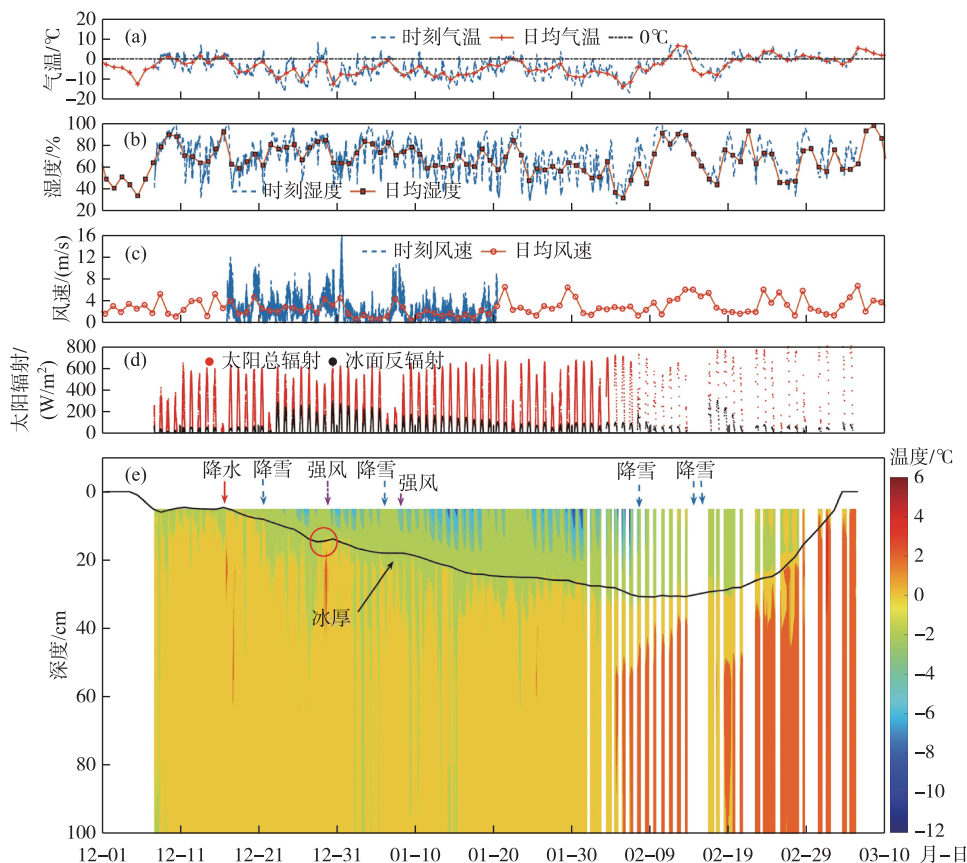 20
10
0
−10
−20
气温/℃
(a)
时刻气温
日均气温
0℃
100
80
60
40
20
湿度/%
(b)
时刻湿度
日均湿度
16
12
8
4
0
风速/(m/s)
(c)
时刻风速
日均风速
800
600
400
200
0
太阳辐射/
(W/m²)
(d)
太阳总辐射
冰面反辐射
(e)
降水
降雪
强风
降雪
强风
降雪
降雪
冰厚
0
20
40
60
80
100
深度/cm
温度/℃
6
4
2
0
−2
−4
−6
−8
−10
−12
12−01
12−11
12−21
12−31
01−10
01−20
01−30
02−09
02−19
02−29
03−10
月−日